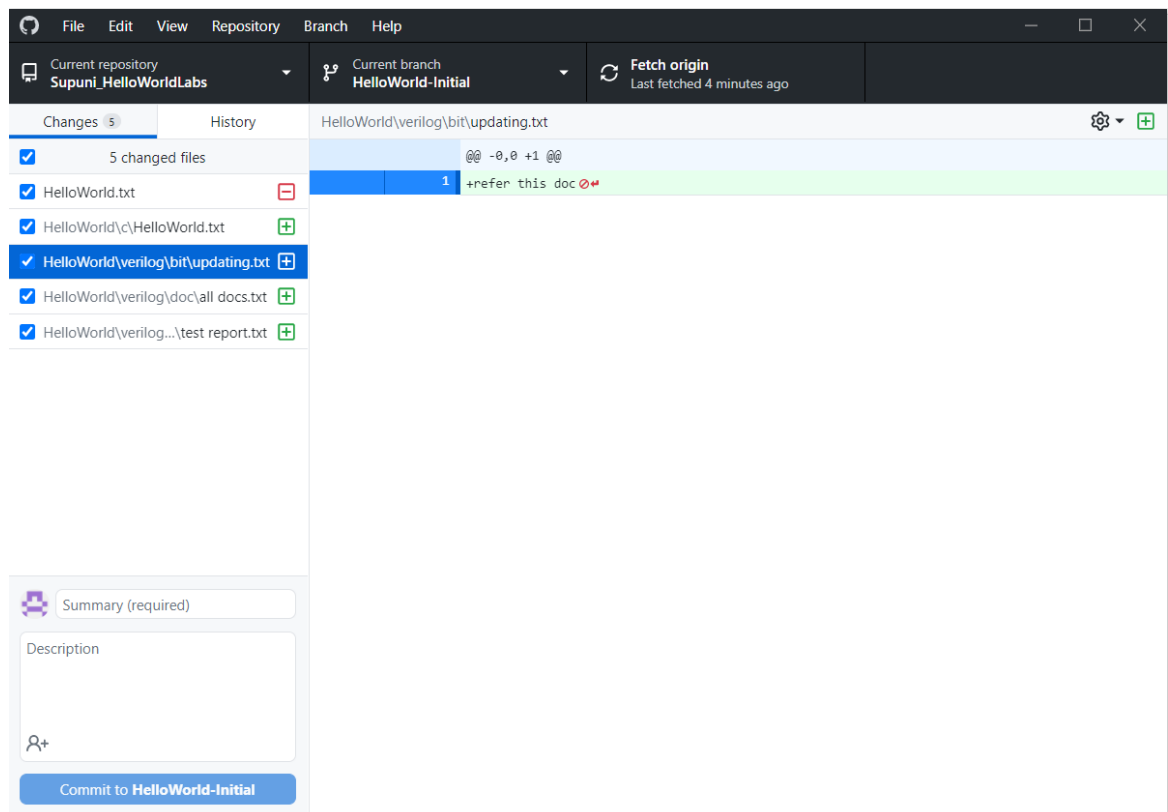 File Edit View Repository Branch Help
Current repository
Supuni_HelloWorldLabs
Current branch
HelloWorld-Initial
Fetch origin
Last fetched 4 minutes ago
Changes 5
History
HelloWorld\verilog\bit\updating.txt
5 changed files
HelloWorld.txt
HelloWorld\c\HelloWorld.txt
HelloWorld\verilog\bit\updating.txt
HelloWorld\verilog\doc\all docs.txt
HelloWorld\verilog...\test report.txt
@@ -0,0 +1 @@
1 +refer this doc
Summary (required)
Description
Commit to HelloWorld-Initial